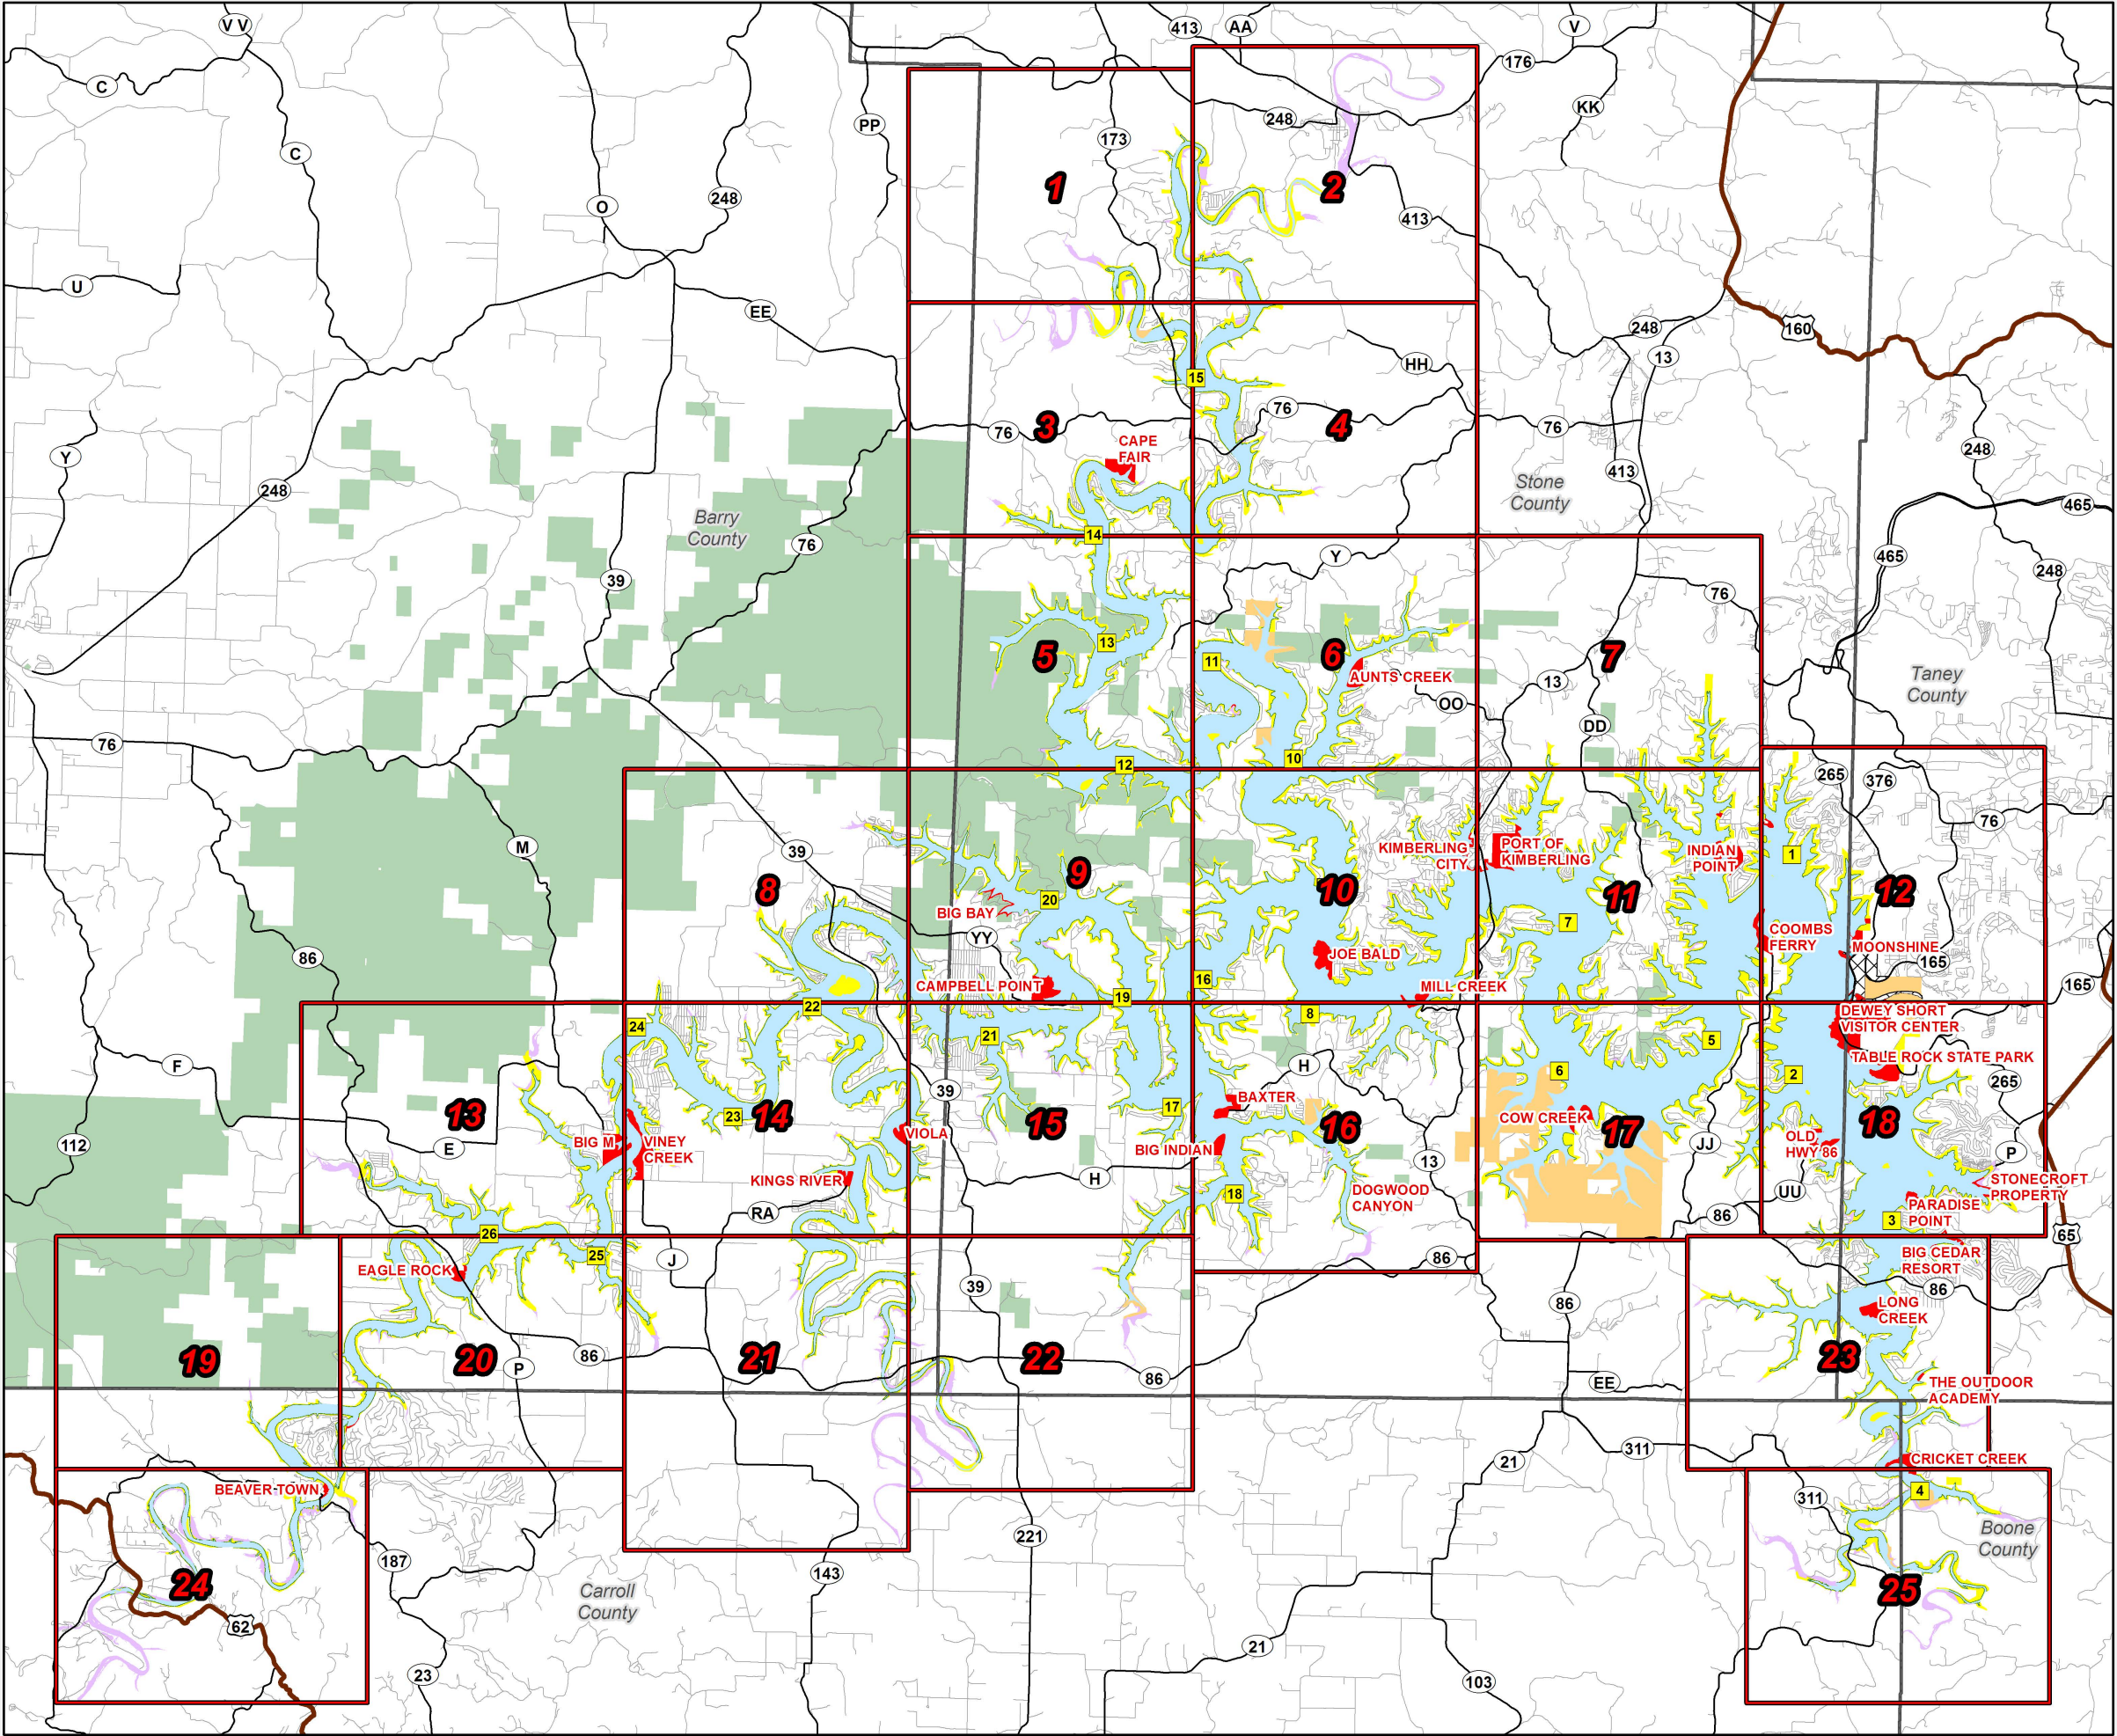 VV
413
AA
V
176
C
KK
PP
248
173
C
1
2
248
O
413
U
EE
248
160
13
15
HH
76
3
76
4
76
CAPE
FAIR
Y
413
248
248
Stone
County
465
Barry
County
14
76
465
Y
248
39
76
13
5
11
6
7
AUNTS CREEK
13
Taney
County
OO
DD
76
10
12
265
376
76
M
39
KIMBERLING
CITY
PORT OF
KIMBERLING
INDIAN
POINT
1
9
8
20
10
11
12
BIG BAY
7
YY
COOMBS
FERRY
MOONSHINE
86
JOE BALD
165
CAMPBELL POINT
16
MILL CREEK
165
19
22
8
DEWEY SHORT
VISITOR CENTER
24
21
5
TABLE ROCK STATE PARK
F
H
6
2
265
39
BAXTER
13
23
14
15
17
16
COW CREEK
17
18
112
E
BIG M
VINEY
CREEK
VIOLA
BIG INDIAN
JJ
OLD
HWY 86
P
13
KINGS RIVER
H
DOGWOOD
CANYON
STONECROFT
PROPERTY
18
UU
PARADISE
POINT
RA
86
3
26
65
25
J
86
BIG CEDAR
RESORT
EAGLE ROCK
39
86
86
LONG
CREEK
19
20
86
21
22
23
P
86
EE
THE OUTDOOR
ACADEMY
311
21
CRICKET CREEK
BEAVER TOWN
311
4
221
Boone
County
187
143
24
Carroll
County
25
62
21
23
103